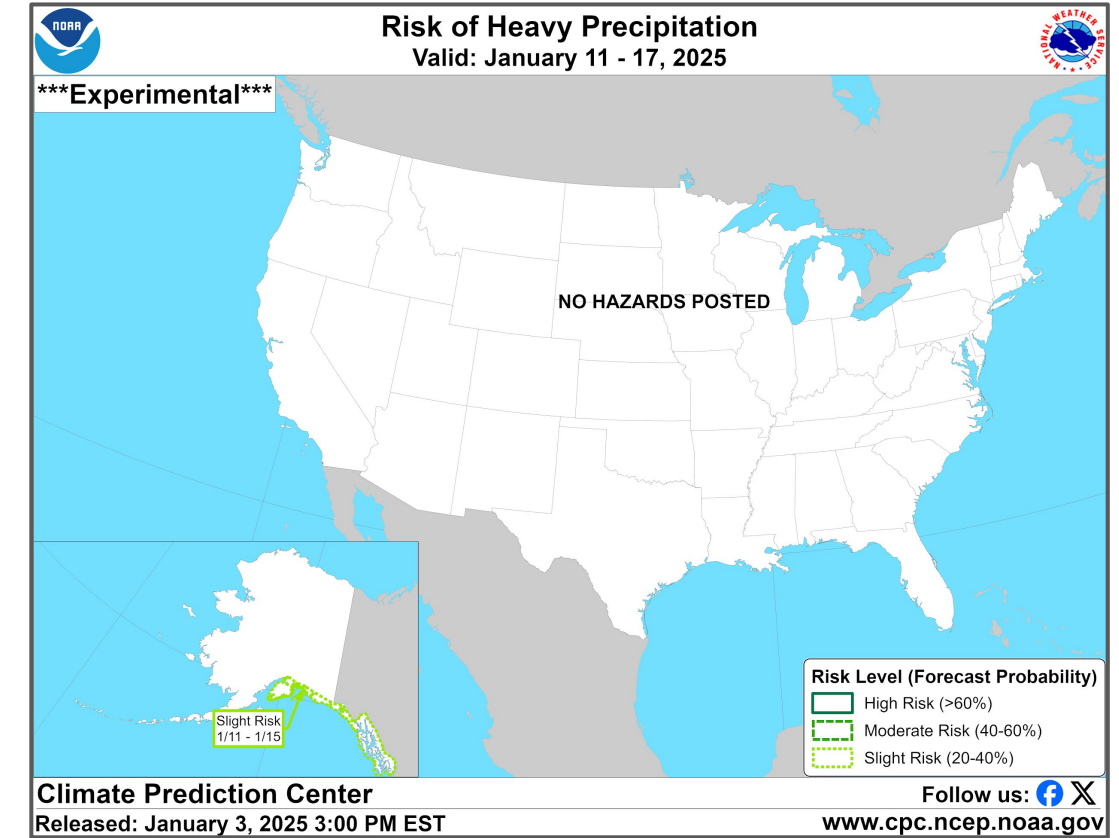 NOAA
Risk of Heavy Precipitation
Valid: January 11 - 17, 2025
NATIONAL WEATHER SERVICE
***Experimental***
NO HAZARDS POSTED
Slight Risk
1/11 - 1/15
Risk Level (Forecast Probability)
High Risk (>60%)
Moderate Risk (40-60%)
Slight Risk (20-40%)
Climate Prediction Center
Follow us:
Released: January 3, 2025 3:00 PM EST
www.cpc.ncep.noaa.gov